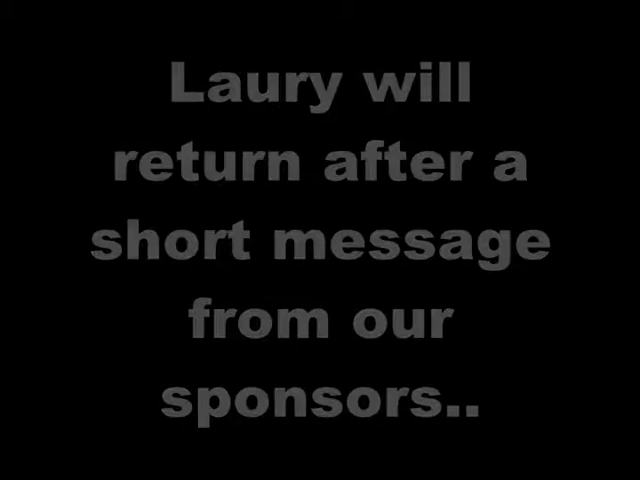 Laury will
return after a
short message
from our
sponsors..